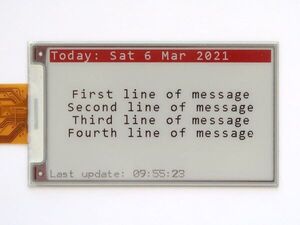 Today: Sat 6 Mar 2021
First line of message
Second line of message
Third line of message
Fourth line of message
Last update: 09:55:23